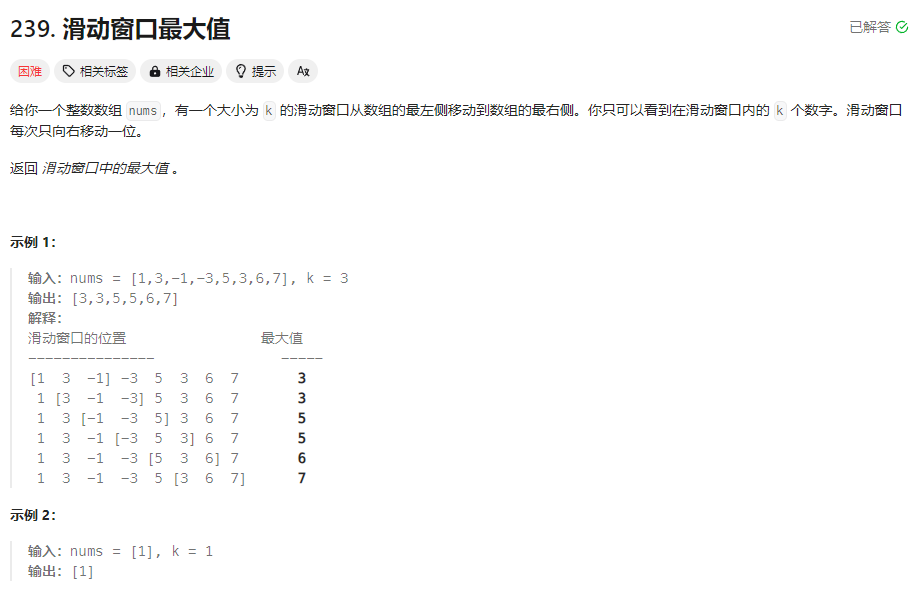 239. 滑动窗口最大值
已解答
困难 相关标签 相关企业 提示 Aあ
给你一个整数数组 nums，有一个大小为 k 的滑动窗口从数组的最左侧移动到数组的最右侧。你只可以看到在滑动窗口内的 k 个数字。滑动窗口
每次只向右移动一位。
返回 滑动窗口中的最大值 。
示例 1：
输入：nums = [1,3,-1,-3,5,3,6,7], k = 3
输出：[3,3,5,5,6,7]
解释：
滑动窗口的位置 最大值
--------------- -----
[1 3 -1] -3 5 3 6 7 3
1 [3 -1 -3] 5 3 6 7 3
1 3 [-1 -3 5] 3 6 7 5
1 3 -1 [-3 5 3] 6 7 5
1 3 -1 -3 [5 3 6] 7 6
1 3 -1 -3 5 [3 6 7] 7
示例 2：
输入：nums = [1], k = 1
输出：[1]